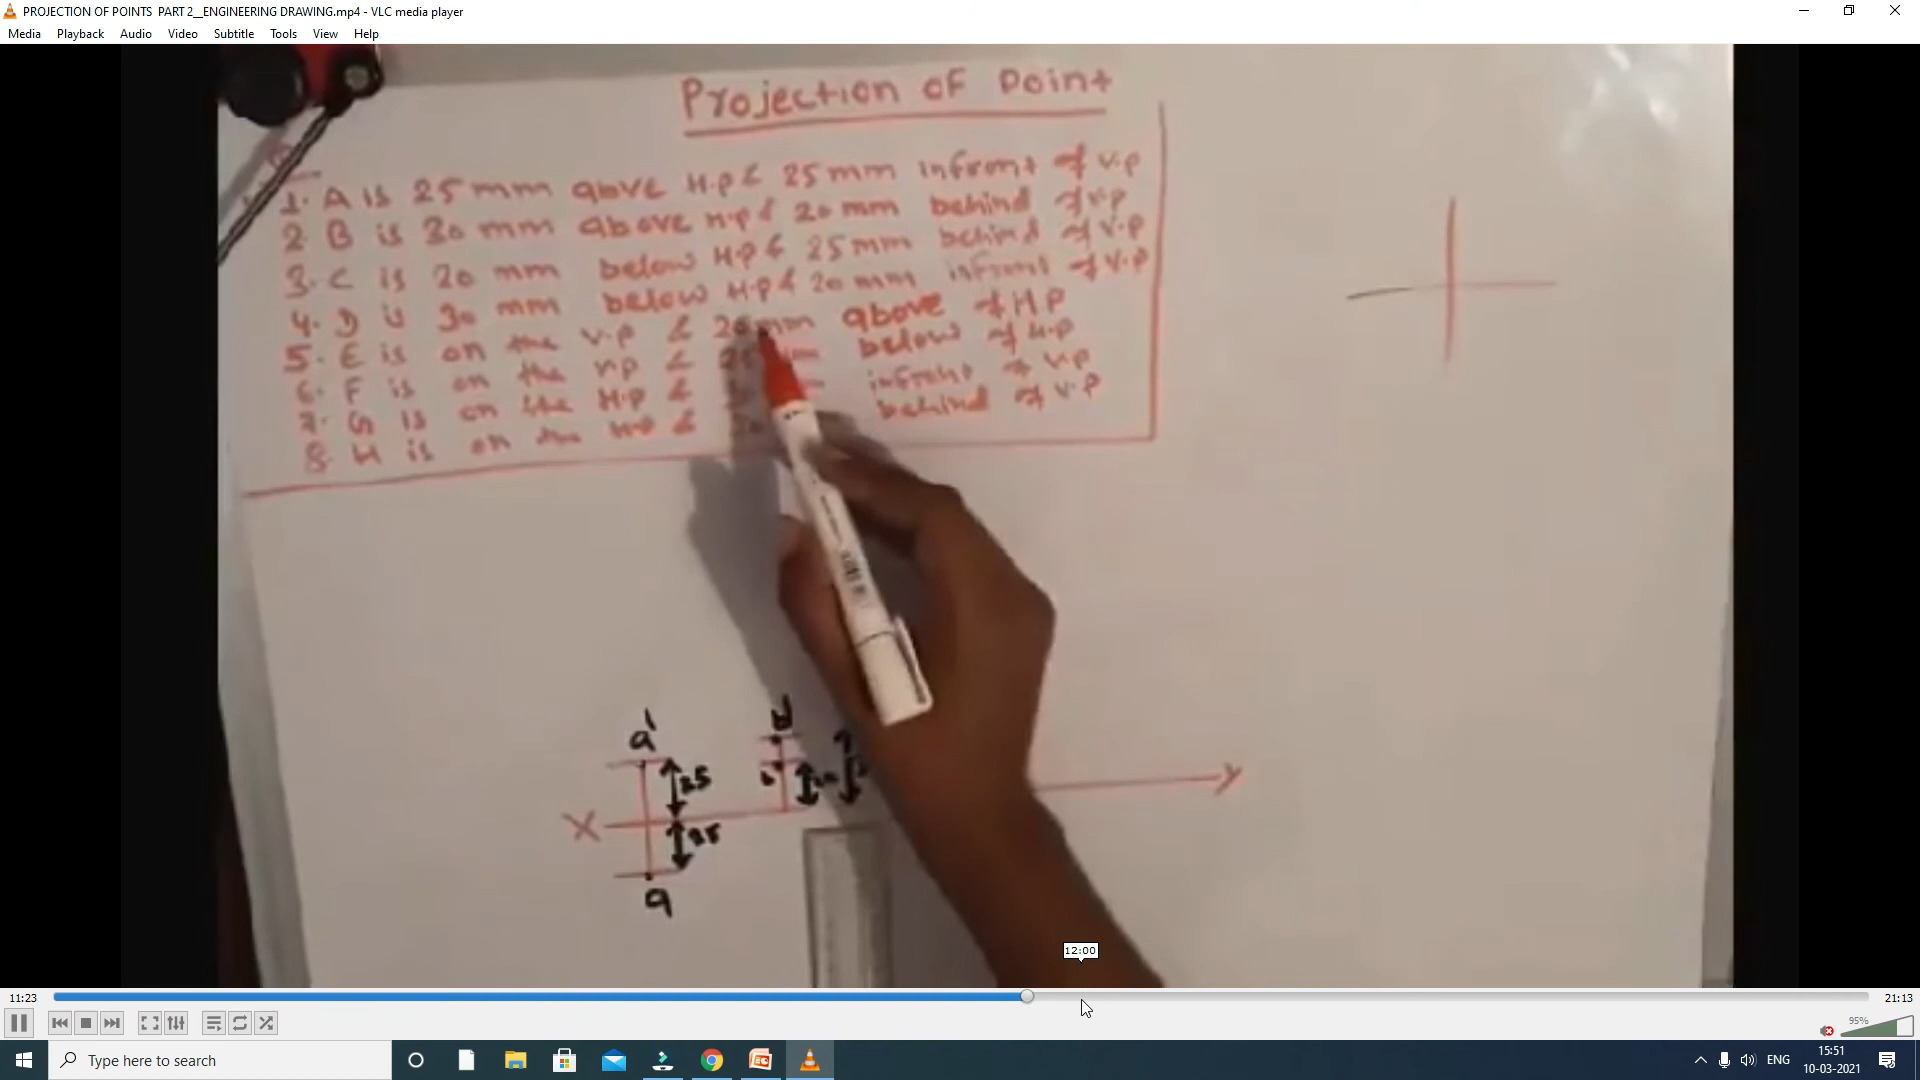 PROJECTION OF POINTS PART 2__ENGINEERING DRAWING.mp4 - VLC media player
Media Playback Audio Video Subtitle Tools View Help
Projection of Point
1. A is 25 mm above H.P & 25 mm infront of V.P
2. B is 30 mm above H.P & 20 mm behind of V.P
3. C is 20 mm below H.P & 25 mm behind of V.P
4. D is 30 mm below H.P & 20 mm infront of V.P
5. E is on the V.P & mm above of H.P
6. F is on the V.P & below of H.P
7. G is on the H.P & infront of V.P
8. H is on the H.P & behind of V.P
a'
b
25
X
Y
25
a
12:00
11:23
21:13
95%
Type here to search
ENG
15:51
10-03-2021